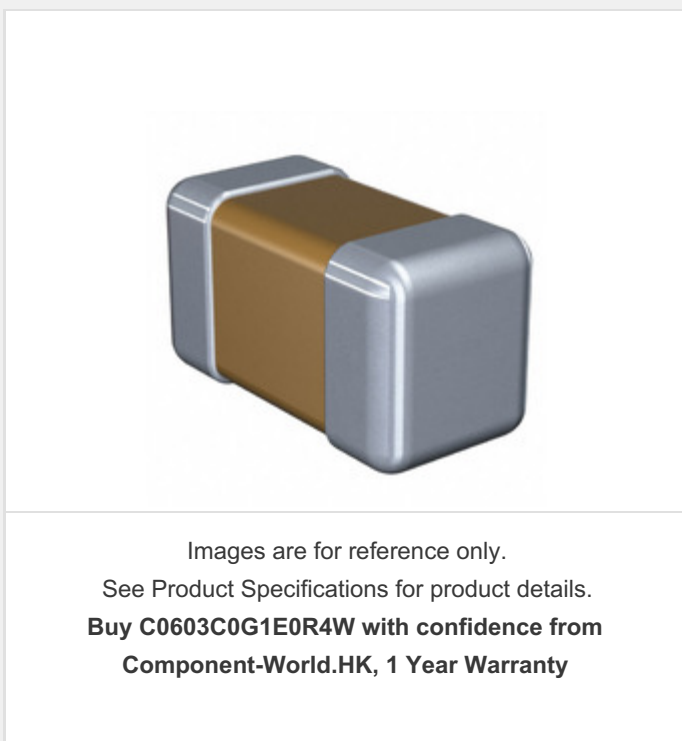 Images are for reference only.
See Product Specifications for product details.
Buy C0603C0G1E0R4W with confidence from
Component-World.HK, 1 Year Warranty